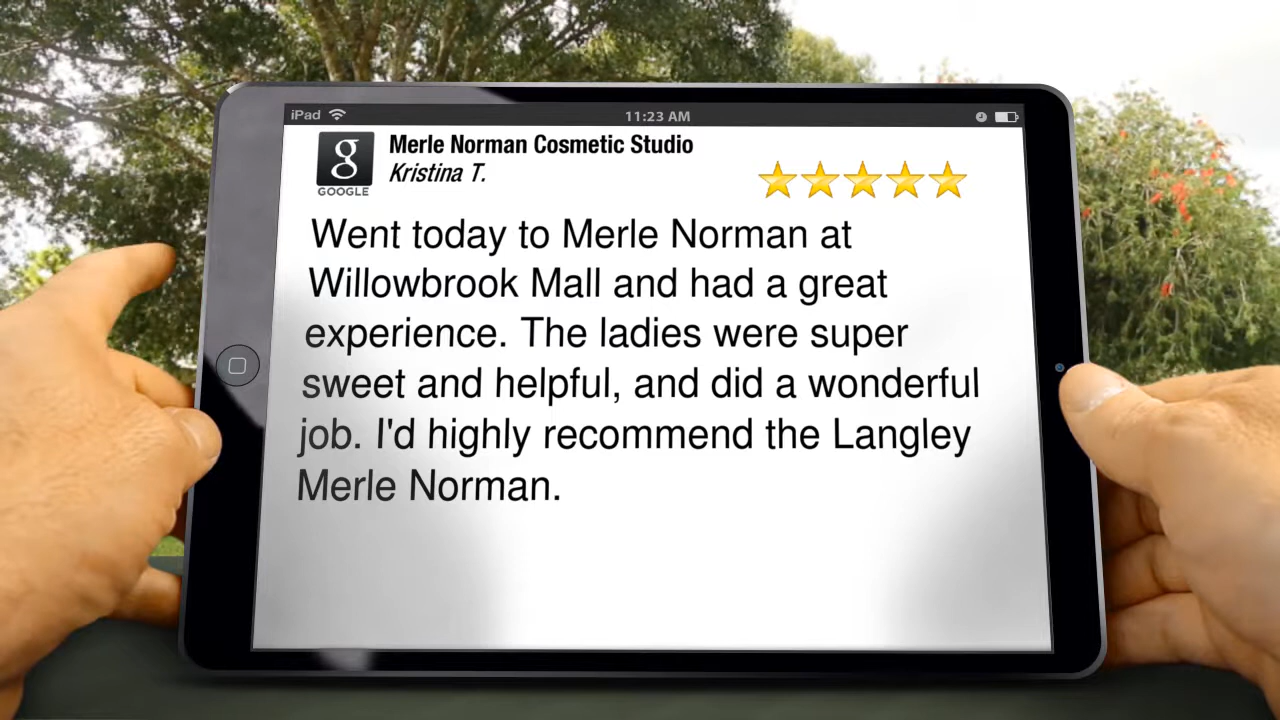 iPad 11:23 AM
g
GOOGLE
Merle Norman Cosmetic Studio
Kristina T.
Went today to Merle Norman at
Willowbrook Mall and had a great
experience. The ladies were super
sweet and helpful, and did a wonderful
job. I'd highly recommend the Langley
Merle Norman.